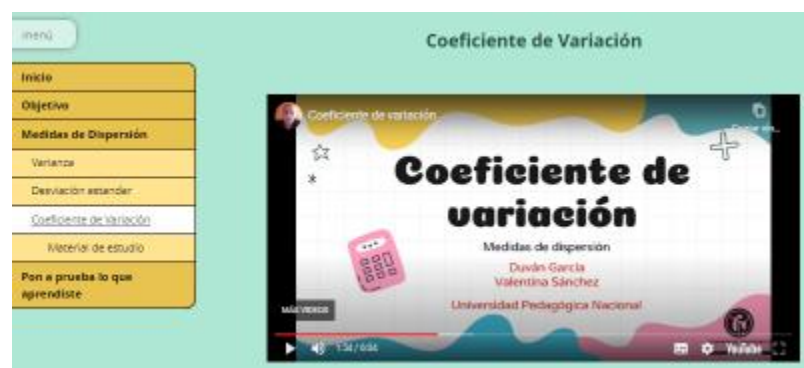 menú
Coeficiente de Variación
Inicio
Objetivo
Medidas de Dispersión
Varianza
Desviación estandar
Coeficiente de Variación
Material de estudio
Pon a prueba lo que
aprendiste
Coeficiente de variación
Coeficiente de
variación
Medidas de dispersión
Duván García
Valentina Sánchez
Universidad Pedagógica Nacional
MÁS VIDEOS
YouTube